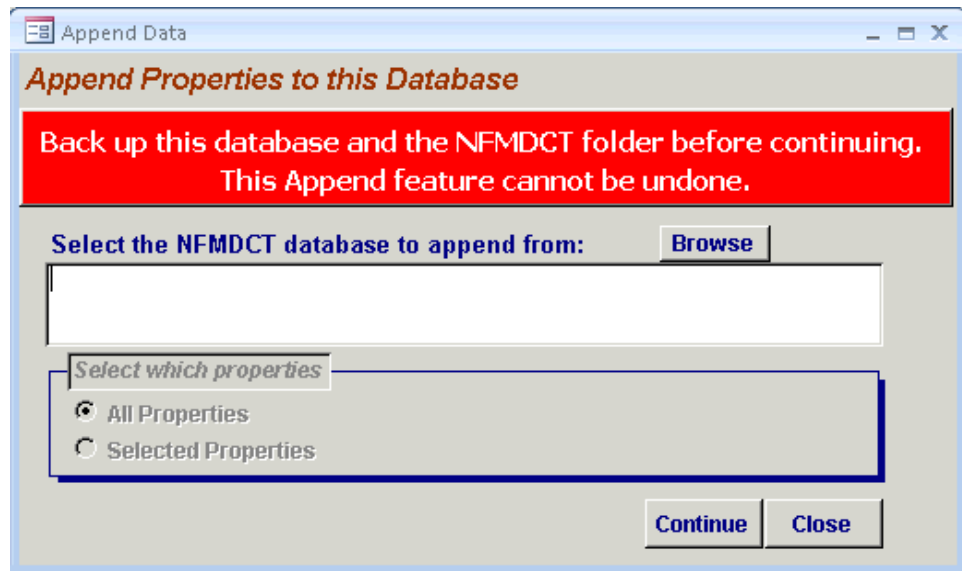 Append Data
Append Properties to this Database
Back up this database and the NFMDCT folder before continuing.
This Append feature cannot be undone.
Select the NFMDCT database to append from:
Browse
Select which properties
All Properties
Selected Properties
Continue
Close